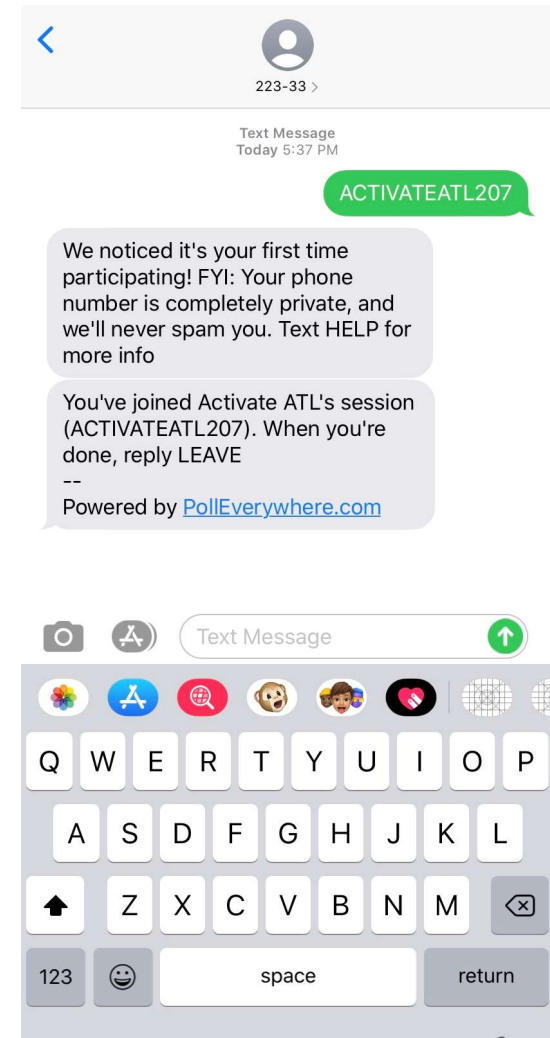 223-33 >
Text Message
Today 5:37 PM
ACTIVATEATL207
We noticed it's your first time
participating! FYI: Your phone
number is completely private, and
we'll never spam you. Text HELP for
more info
You've joined Activate ATL's session
(ACTIVATEATL207). When you're
done, reply LEAVE
--
Powered by PollEverywhere.com
Text Message
Q W E R T Y U I O P
A S D F G H J K L
Z X C V B N M
123 space return